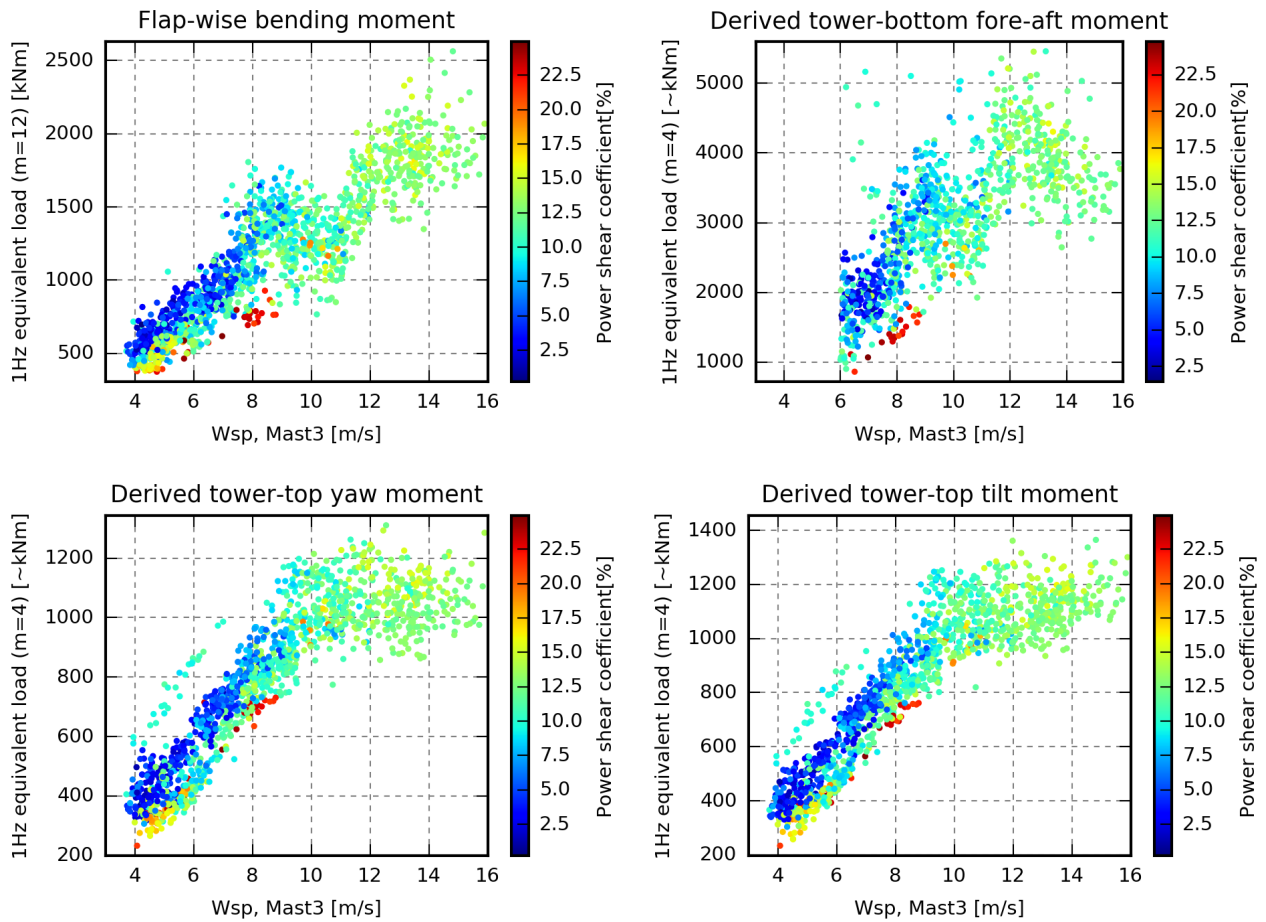 Flap-wise bending moment
1Hz equivalent load (m=12) [kNm]
2500
2000
1500
1000
500
4 6 8 10 12 14 16
Wsp, Mast3 [m/s]
22.5
20.0
17.5
15.0
12.5
10.0
7.5
5.0
2.5
Power shear coefficient[%]
Derived tower-bottom fore-aft moment
1Hz equivalent load (m=4) [~kNm]
5000
4000
3000
2000
1000
4 6 8 10 12 14 16
Wsp, Mast3 [m/s]
22.5
20.0
17.5
15.0
12.5
10.0
7.5
5.0
2.5
Power shear coefficient[%]
Derived tower-top yaw moment
1Hz equivalent load (m=4) [~kNm]
1200
1000
800
600
400
200
4 6 8 10 12 14 16
Wsp, Mast3 [m/s]
22.5
20.0
17.5
15.0
12.5
10.0
7.5
5.0
2.5
Power shear coefficient[%]
Derived tower-top tilt moment
1Hz equivalent load (m=4) [~kNm]
1400
1200
1000
800
600
400
200
4 6 8 10 12 14 16
Wsp, Mast3 [m/s]
22.5
20.0
17.5
15.0
12.5
10.0
7.5
5.0
2.5
Power shear coefficient[%]